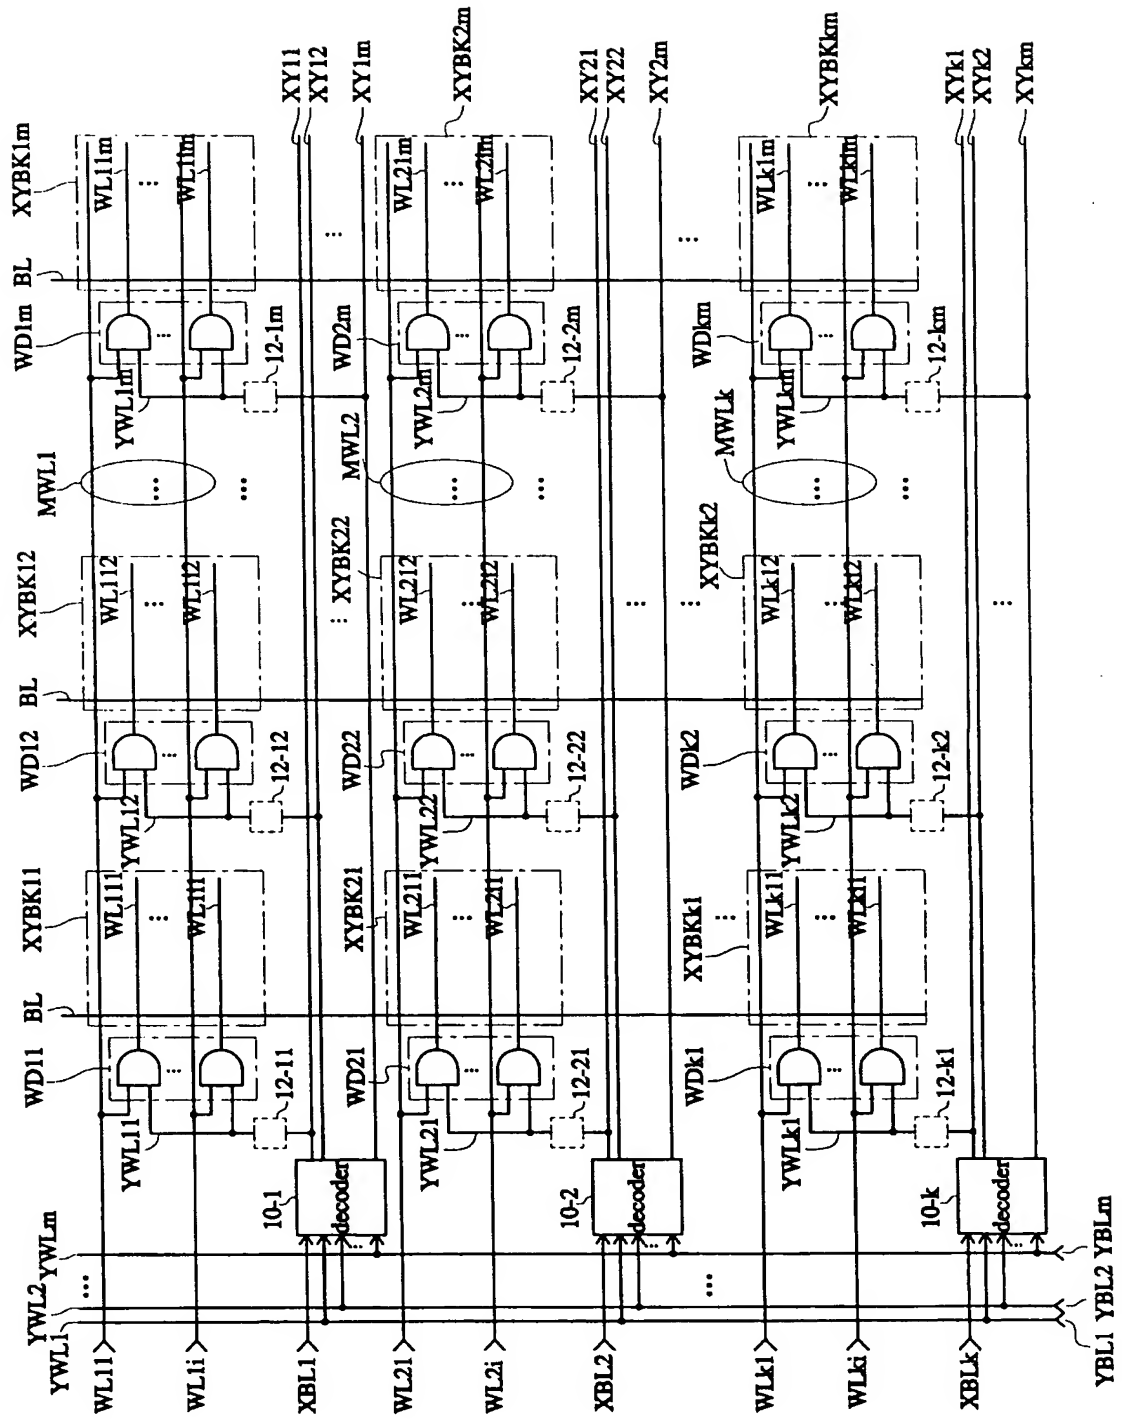 XYBK1m
BL
WD1m
WL11m
...
WL1im
...
12-1m
YWL1m
MWL1
...
...
XYBK12
BL
WD12
WL112
...
WL1i2
...
12-12
YWL12
XYBK11
BL
WD11
WL111
...
WL1i1
...
12-11
YWL11
XY11
XY12
XY1m
...
...
10-1
decoder
...
YWLm
...
YWL2
YWL1
WL11
WL1i
XBL1
XYBK2m
WD2m
WL21m
...
WL2im
...
12-2m
YWL2m
MWL2
...
...
XYBK22
WD22
WL212
...
WL2i2
...
12-22
YWL22
XYBK21
WD21
WL211
...
WL2i1
...
12-21
YWL21
XY21
XY22
XY2m
...
...
...
10-2
decoder
...
WL21
WL2i
XBL2
...
XYBKkm
WDkm
WLk1m
...
WLkim
...
12-km
YWLkm
MWLk
...
...
XYBKk2
WDk2
WLk12
...
WLki2
...
12-k2
YWLk2
XYBKk1
...
WDk1
WLk11
...
WLki1
...
12-k1
YWLk1
XYk1
XYk2
XYkm
...
10-k
decoder
...
WLk1
WLki
XBLk
YBL1
YBL2
YBLm